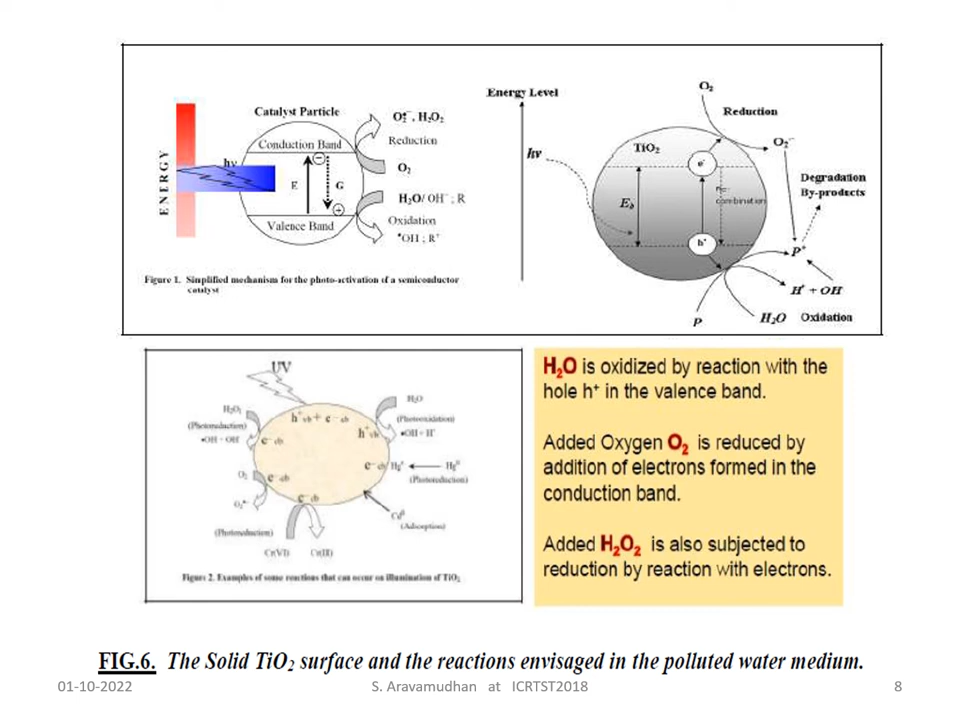 Catalyst Particle
Conduction Band
hν
E
G
Valence Band
ENERGY
O₂•⁻, H₂O₂
Reduction
O₂
H₂O/ OH⁻ ; R
Oxidation
•OH ; R⁺
Figure 1. Simplified mechanism for the photo-activation of a semiconductor
catalyst
Energy Level
hν
TiO₂
e⁻
h⁺
O₂
Reduction
O₂⁻
Degradation
By-products
P⁺
H⁺ + OH
P
H₂O
Oxidation
UV
h⁺vb + e⁻cb
H₂O₂
(Photoreduction)
•OH + OH⁻
e⁻cb
O₂
e⁻cb
O₂•⁻
e⁻cb
(Photoreduction)
Cr(VI)
Cr(III)
H₂O
(Photooxidation)
•OH + H⁺
h⁺vb
e⁻cb
(Photoreduction)
(Adsorption)
Figure 2. Examples of some reactions that can occur on illumination of TiO₂
H₂O is oxidized by reaction with the
hole h⁺ in the valence band.
Added Oxygen O₂ is reduced by
addition of electrons formed in the
conduction band.
Added H₂O₂ is also subjected to
reduction by reaction with electrons.
FIG.6. The Solid TiO₂ surface and the reactions envisaged in the polluted water medium.
01-10-2022
S. Aravamudhan at ICRTST2018
8